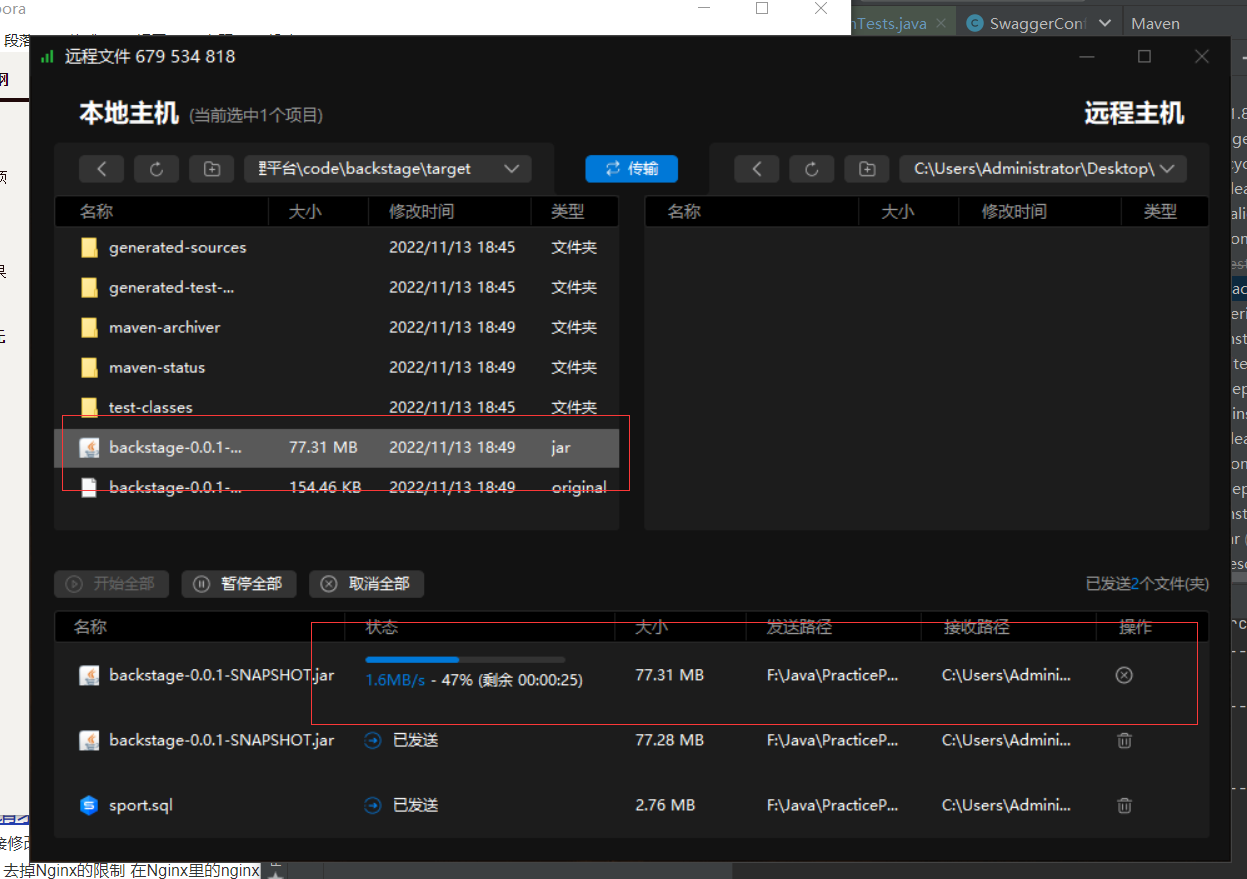 ora
段落
nTests.java
SwaggerConf
Maven
远程文件 679 534 818
本地主机 (当前选中1个项目)
远程主机
理平台\code\backstage\target
传输
C:\Users\Administrator\Desktop\
名称 大小 修改时间 类型
名称 大小 修改时间 类型
generated-sources 2022/11/13 18:45 文件夹
generated-test-... 2022/11/13 18:45 文件夹
maven-archiver 2022/11/13 18:49 文件夹
maven-status 2022/11/13 18:49 文件夹
test-classes 2022/11/13 18:45 文件夹
backstage-0.0.1-... 77.31 MB 2022/11/13 18:49 jar
backstage-0.0.1-... 154.46 KB 2022/11/13 18:49 original
开始全部 暂停全部 取消全部
已发送2个文件(夹)
名称 状态 大小 发送路径 接收路径 操作
backstage-0.0.1-SNAPSHOT.jar 1.6MB/s - 47% (剩余 00:00:25) 77.31 MB F:\Java\PracticeP... C:\Users\Admini...
backstage-0.0.1-SNAPSHOT.jar 已发送 77.28 MB F:\Java\PracticeP... C:\Users\Admini...
sport.sql 已发送 2.76 MB F:\Java\PracticeP... C:\Users\Admini...
接修改
去掉Nginx的限制 在Nginx里的nginx